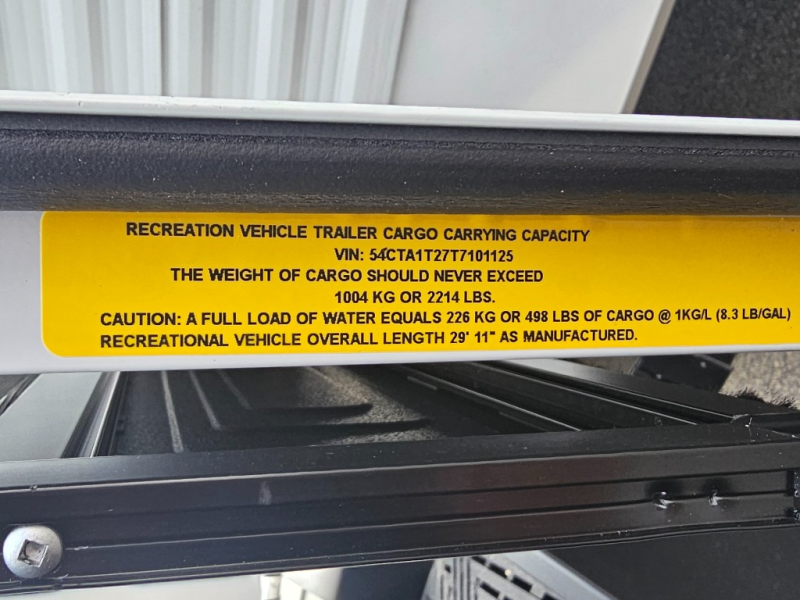 RECREATION VEHICLE TRAILER CARGO CARRYING CAPACITY
VIN: 54CTA1T27T7101125
THE WEIGHT OF CARGO SHOULD NEVER EXCEED
1004 KG OR 2214 LBS.
CAUTION: A FULL LOAD OF WATER EQUALS 226 KG OR 498 LBS OF CARGO @ 1KG/L (8.3 LB/GAL)
RECREATIONAL VEHICLE OVERALL LENGTH 29' 11" AS MANUFACTURED.